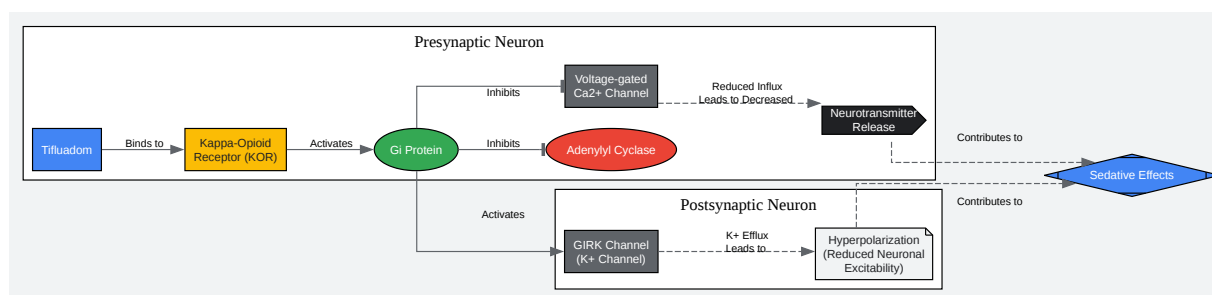 Presynaptic Neuron
Tifluadom
Binds to
Kappa-Opioid
Receptor (KOR)
Activates
Gi Protein
Inhibits
Voltage-gated
Ca2+ Channel
Reduced Influx
Leads to Decreased
Neurotransmitter
Release
Inhibits
Adenylyl Cyclase
Contributes to
Sedative Effects
Contributes to
Postsynaptic Neuron
Activates
GIRK Channel
(K+ Channel)
K+ Efflux
Leads to
Hyperpolarization
(Reduced Neuronal
Excitability)